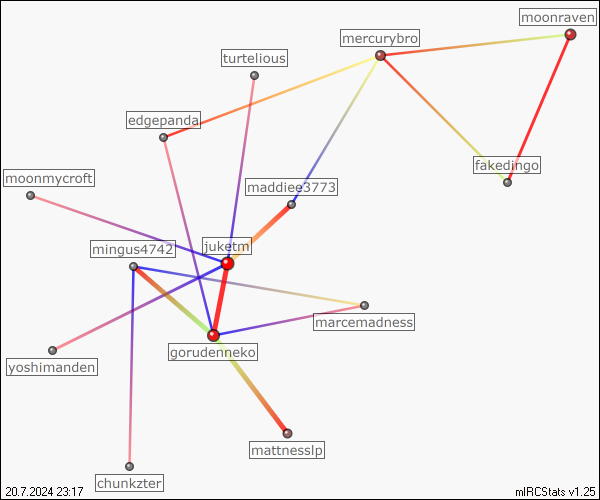 moonraven
mercurybro
turtelious
edgepanda
fakedingo
moonmycroft
maddiee3773
juketm
mingus4742
marcemadness
gorudenneko
yoshimanden
mattnesslp
chunkzter
20.7.2024 23:17
mIRCStats v1.25